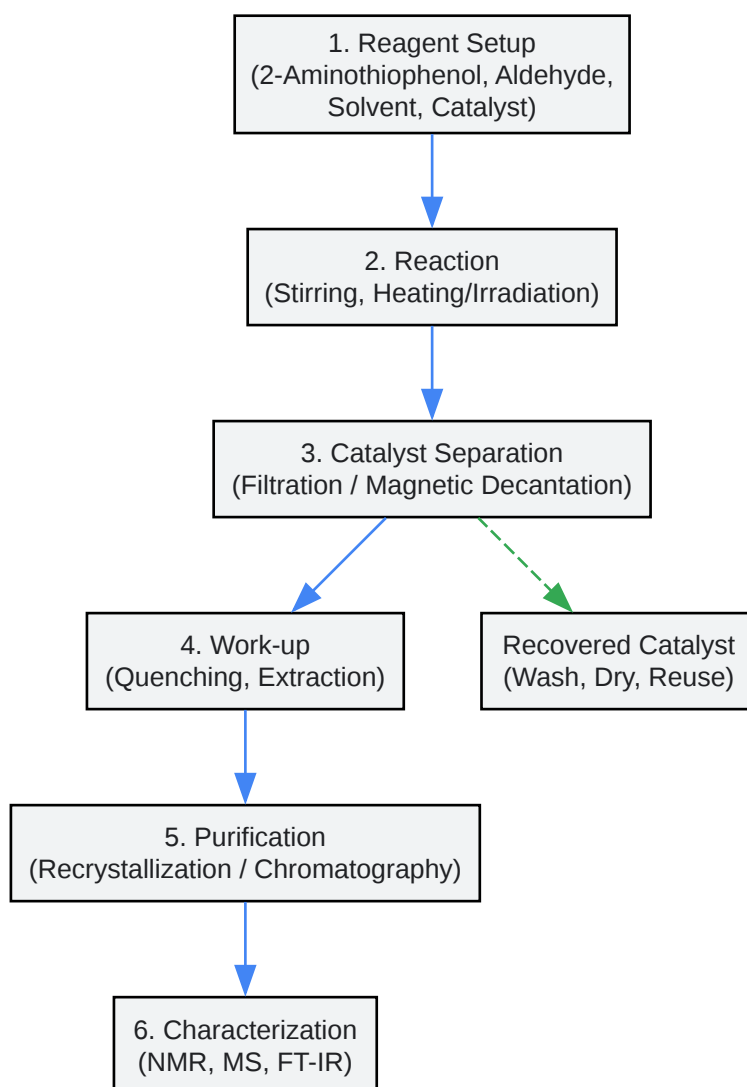 1. Reagent Setup
(2-Aminothiophenol, Aldehyde,
Solvent, Catalyst)
2. Reaction
(Stirring, Heating/Irradiation)
3. Catalyst Separation
(Filtration / Magnetic Decantation)
4. Work-up
(Quenching, Extraction)
Recovered Catalyst
(Wash, Dry, Reuse)
5. Purification
(Recrystallization / Chromatography)
6. Characterization
(NMR, MS, FT-IR)